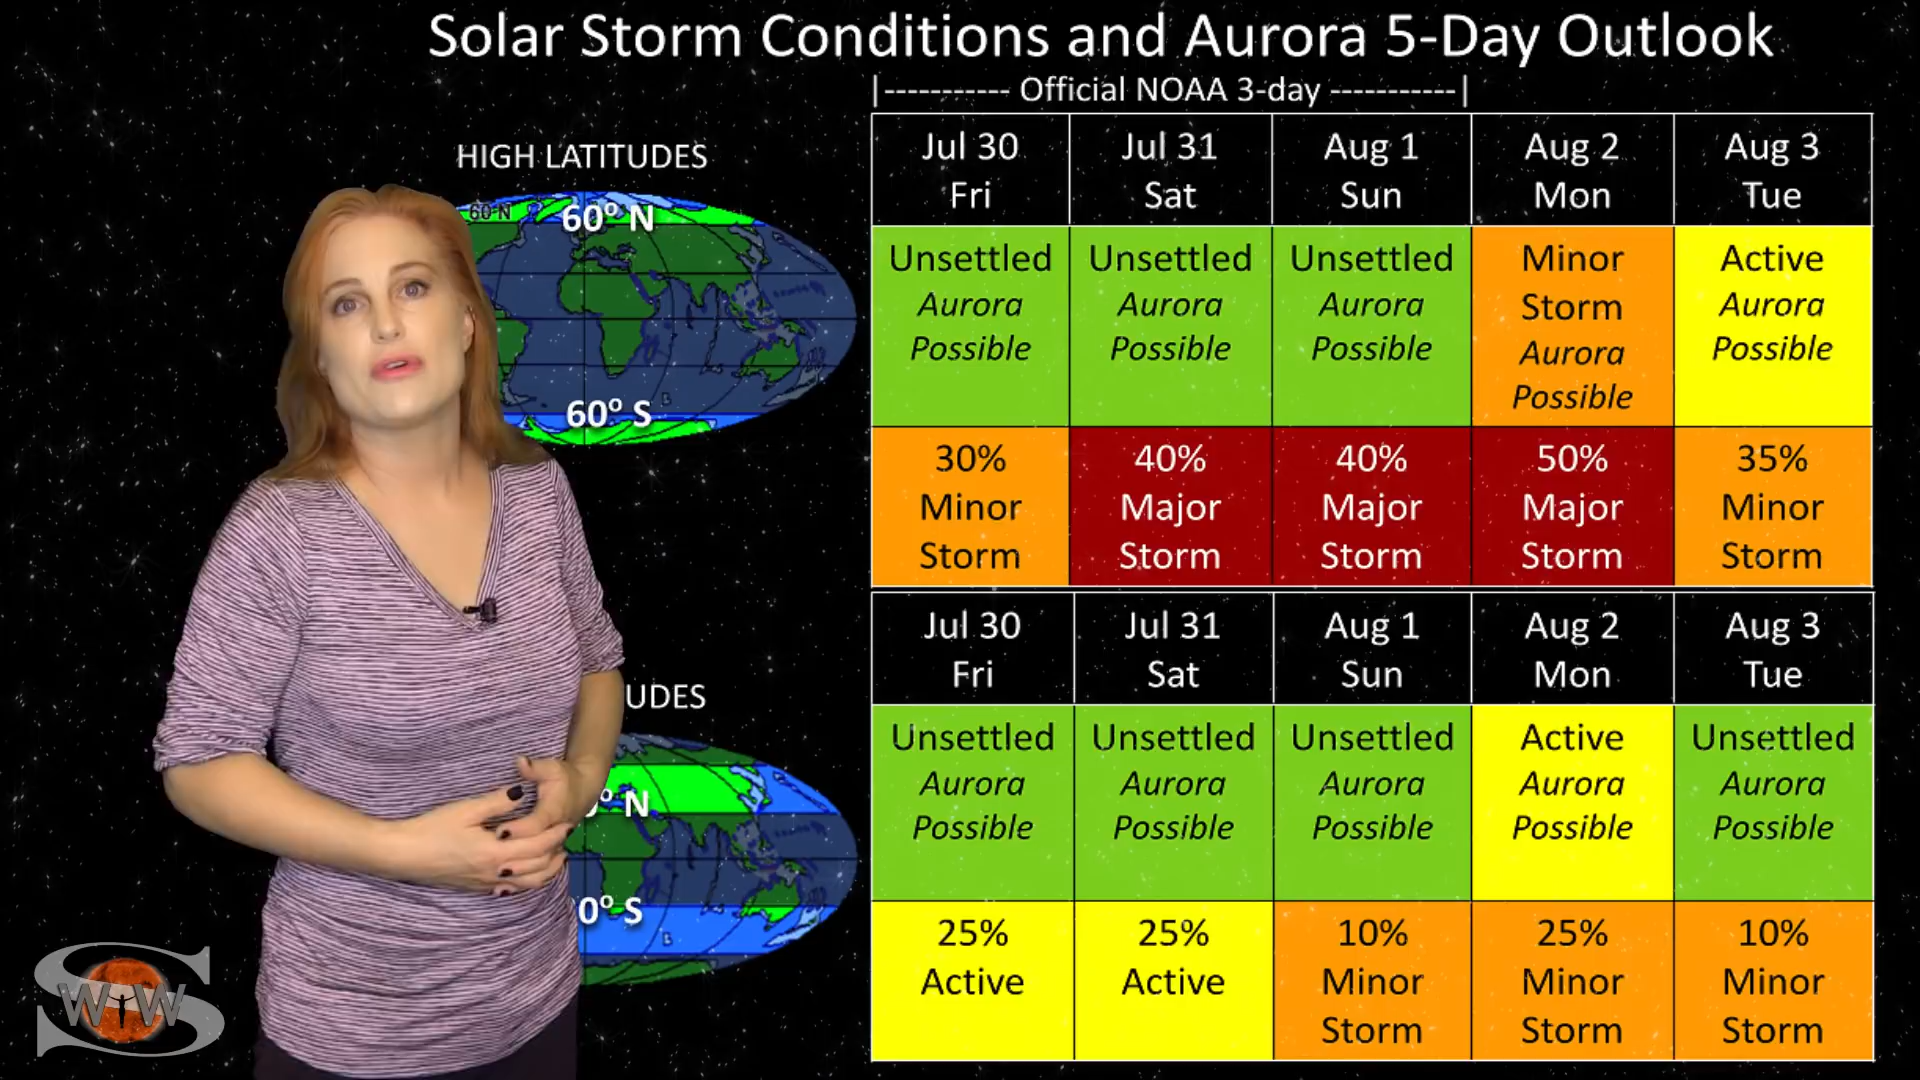 Solar Storm Conditions and Aurora 5-Day Outlook
|----------- Official NOAA 3-day -----------|
HIGH LATITUDES
60 N
60º N
60º S
Jul 30 Jul 31 Aug 1 Aug 2 Aug 3
Fri Sat Sun Mon Tue
Unsettled Unsettled Unsettled Minor Active
Aurora Aurora Aurora Storm Aurora
Possible Possible Possible Aurora Possible
Possible
30% 40% 40% 50% 35%
Minor Major Major Major Minor
Storm Storm Storm Storm Storm
UDES
º N
0º S
Jul 30 Jul 31 Aug 1 Aug 2 Aug 3
Fri Sat Sun Mon Tue
Unsettled Unsettled Unsettled Active Unsettled
Aurora Aurora Aurora Aurora Aurora
Possible Possible Possible Possible Possible
25% 25% 10% 25% 10%
Active Active Minor Minor Minor
Storm Storm Storm
S
WW